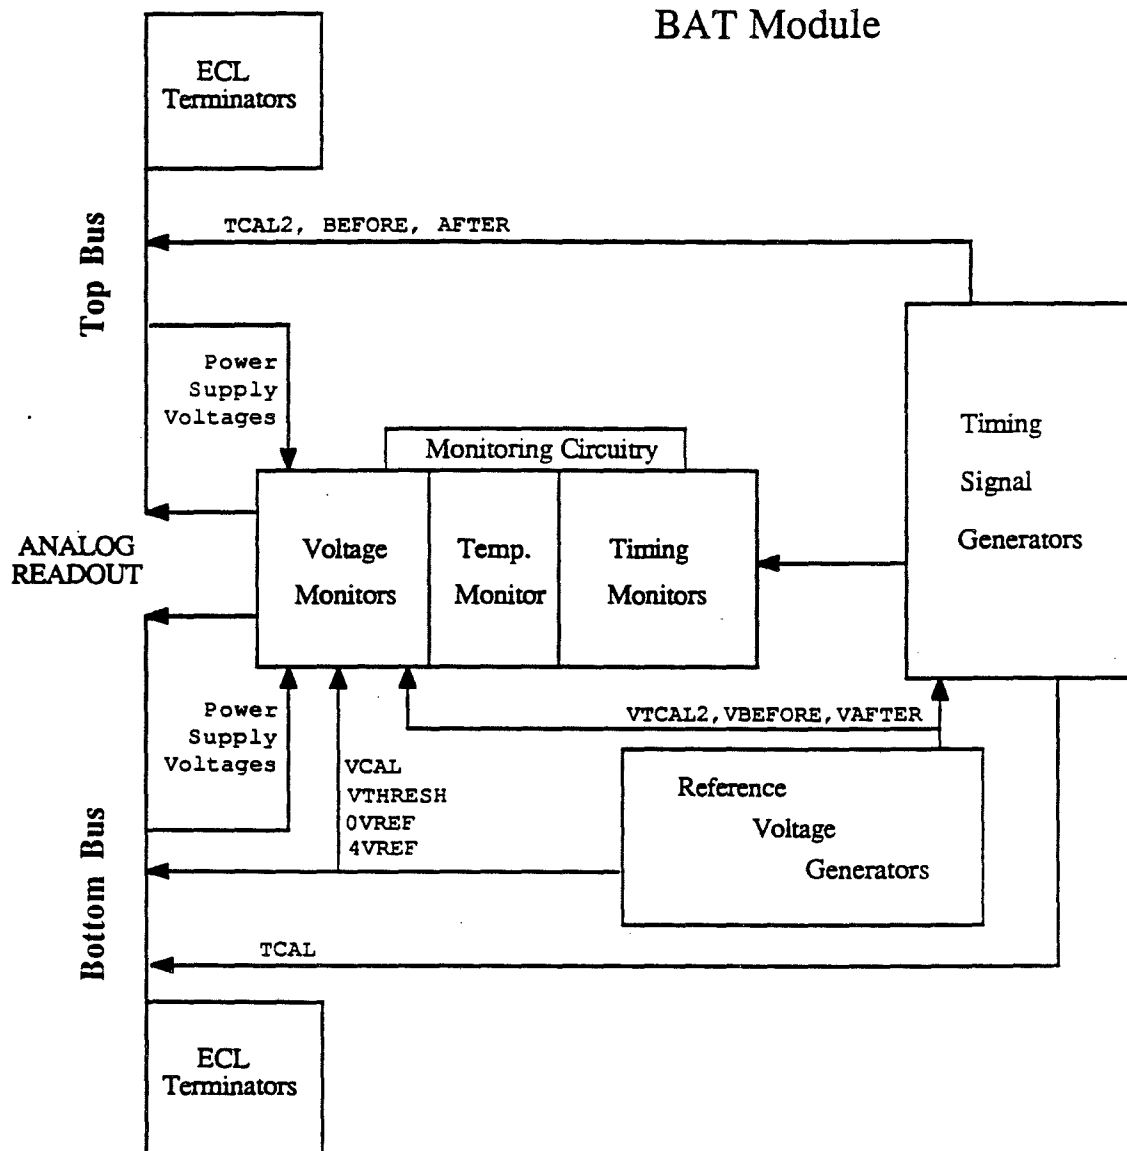 BAT Module
ECL
Terminators
TCAL2, BEFORE, AFTER
Top Bus
Power
Supply
Voltages
Monitoring Circuitry
Voltage
Monitors
Temp.
Monitor
Timing
Monitors
Timing
Signal
Generators
ANALOG
READOUT
Power
Supply
Voltages
VTCAL2,VBEFORE,VAFTER
VCAL
VTHRESH
0VREF
4VREF
Reference
Voltage
Generators
Bottom Bus
TCAL
ECL
Terminators